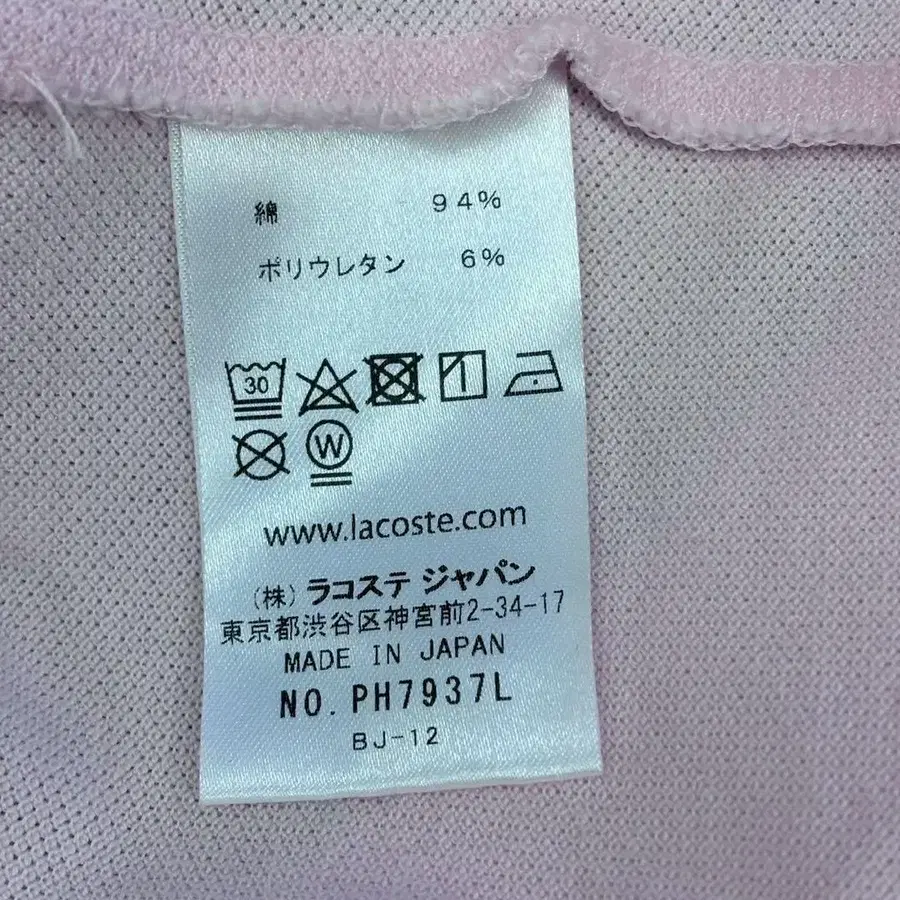 綿 94%
ポリウレタン 6%
30
W
www.lacoste.com
(株) ラコステ ジャパン
東京都渋谷区神宮前2-34-17
MADE IN JAPAN
NO. PH7937L
BJ-12